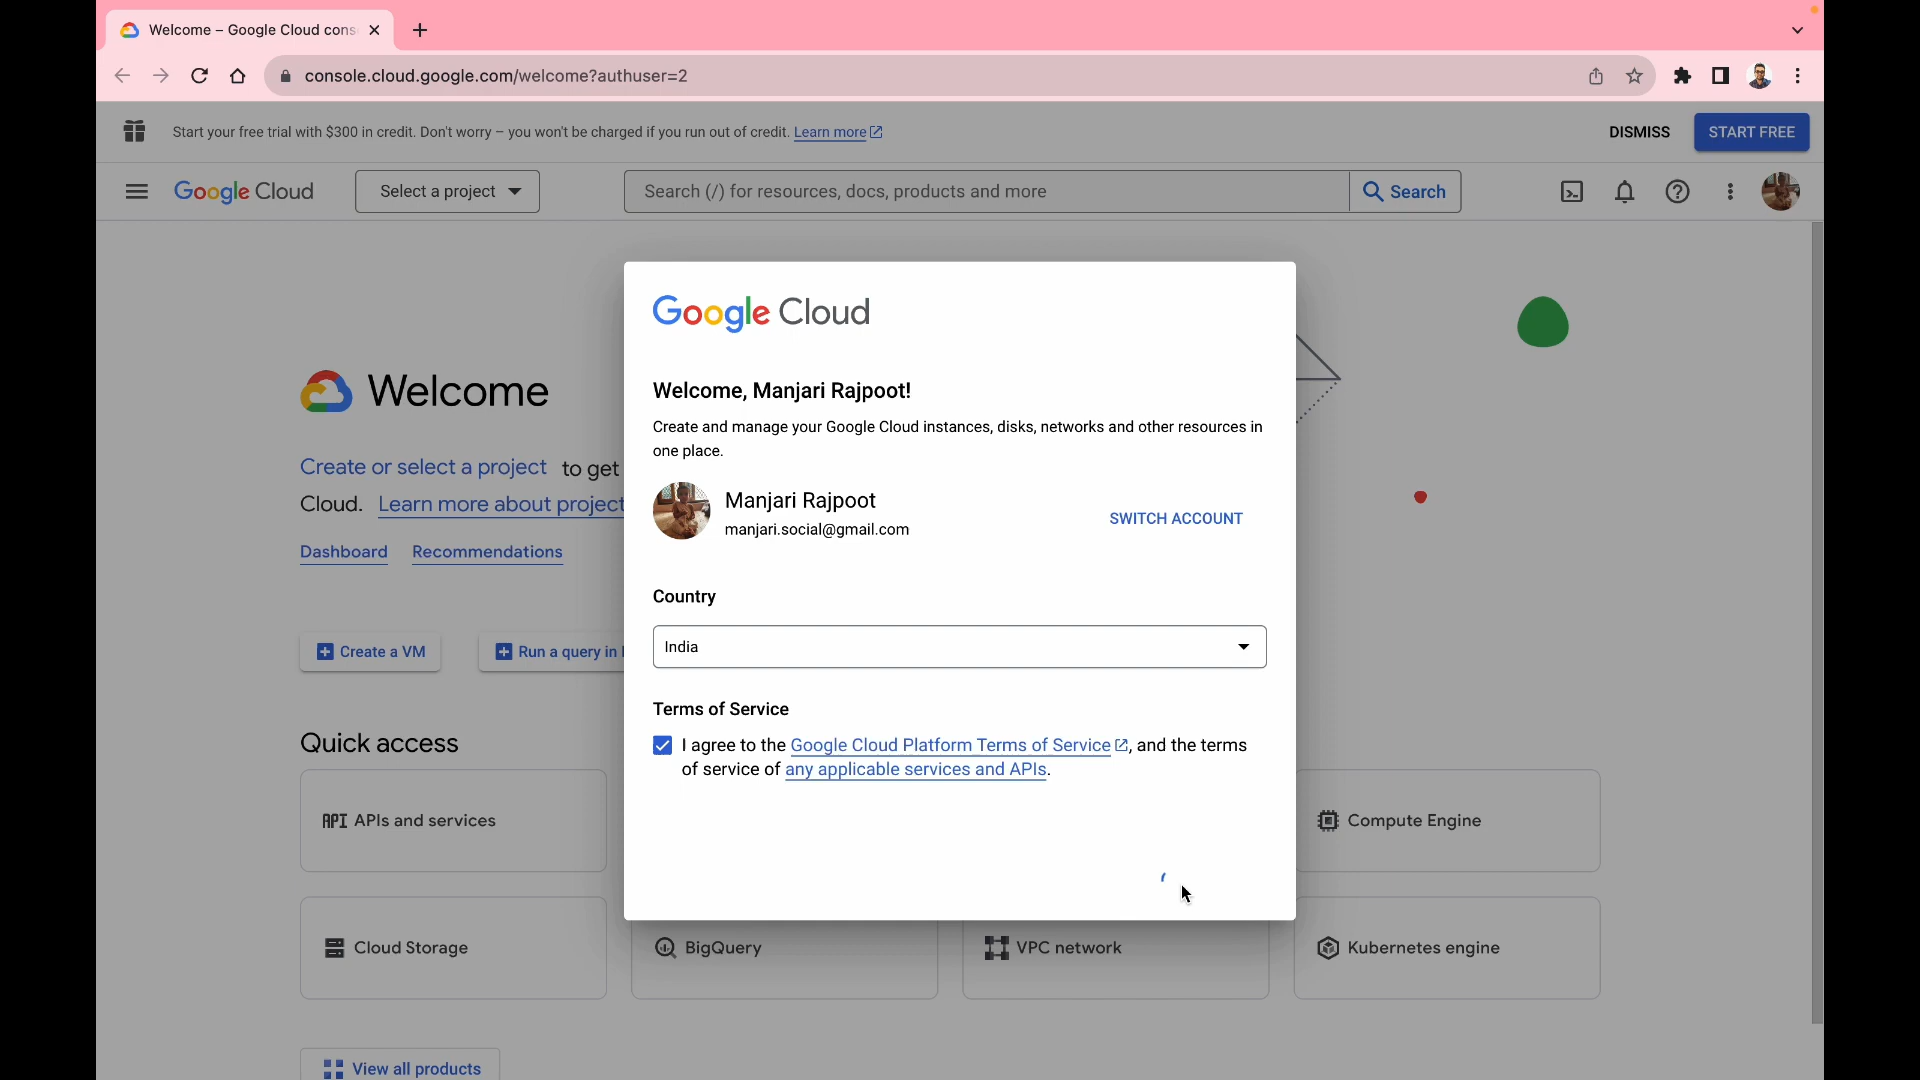 Welcome – Google Cloud cons
console.cloud.google.com/welcome?authuser=2
Start your free trial with $300 in credit. Don't worry – you won't be charged if you run out of credit. Learn more
DISMISS
START FREE
Google Cloud
Select a project
Search (/) for resources, docs, products and more
Search
Google Cloud
Welcome, Manjari Rajpoot!
Create and manage your Google Cloud instances, disks, networks and other resources in
one place.
Manjari Rajpoot
manjari.social@gmail.com
SWITCH ACCOUNT
Country
India
Terms of Service
I agree to the Google Cloud Platform Terms of Service, and the terms
of service of any applicable services and APIs.
Welcome
Create or select a project to get
Cloud. Learn more about project
Dashboard Recommendations
Create a VM
Run a query in
Quick access
API APIs and services
Compute Engine
Cloud Storage
BigQuery
VPC network
Kubernetes engine
View all products